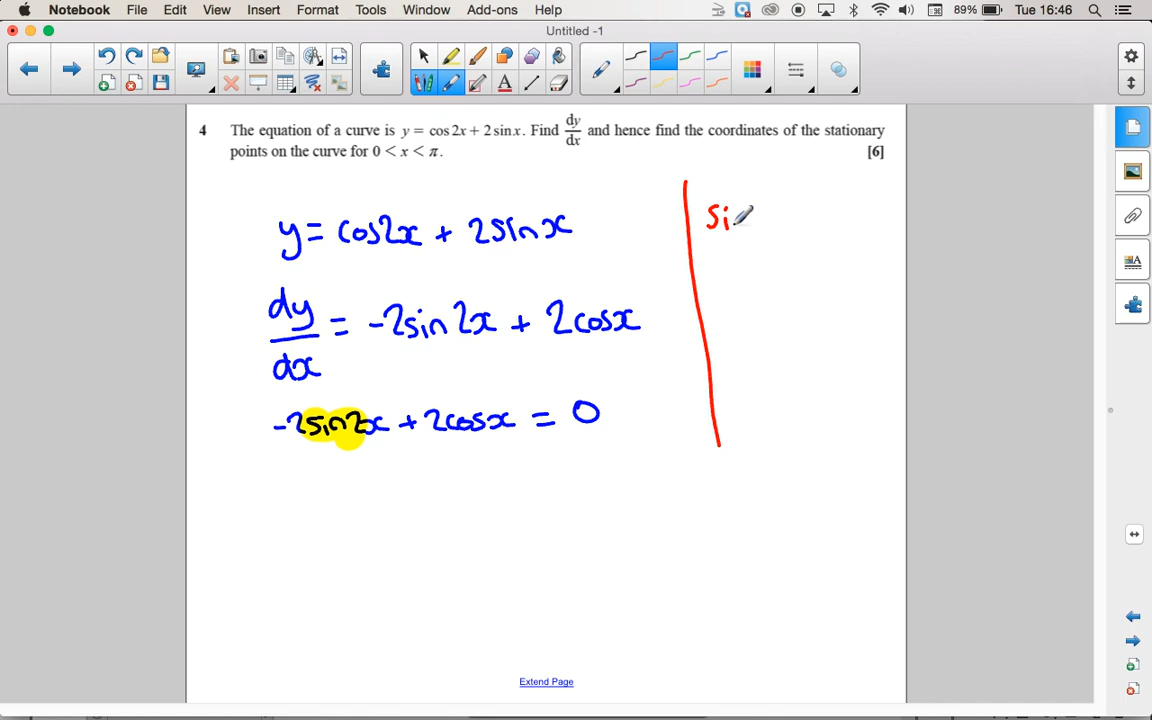 Notebook File Edit View Insert Format Tools Window Add-ons Help 89% Tue 16:46
Untitled -1
4 The equation of a curve is y = cos 2x + 2 sin x. Find dy/dx and hence find the coordinates of the stationary
points on the curve for 0 < x < π. [6]
y = cos2x + 2sinx
dy/dx = -2sin2x + 2cosx
-2sin2x + 2cosx = 0
Si
Extend Page